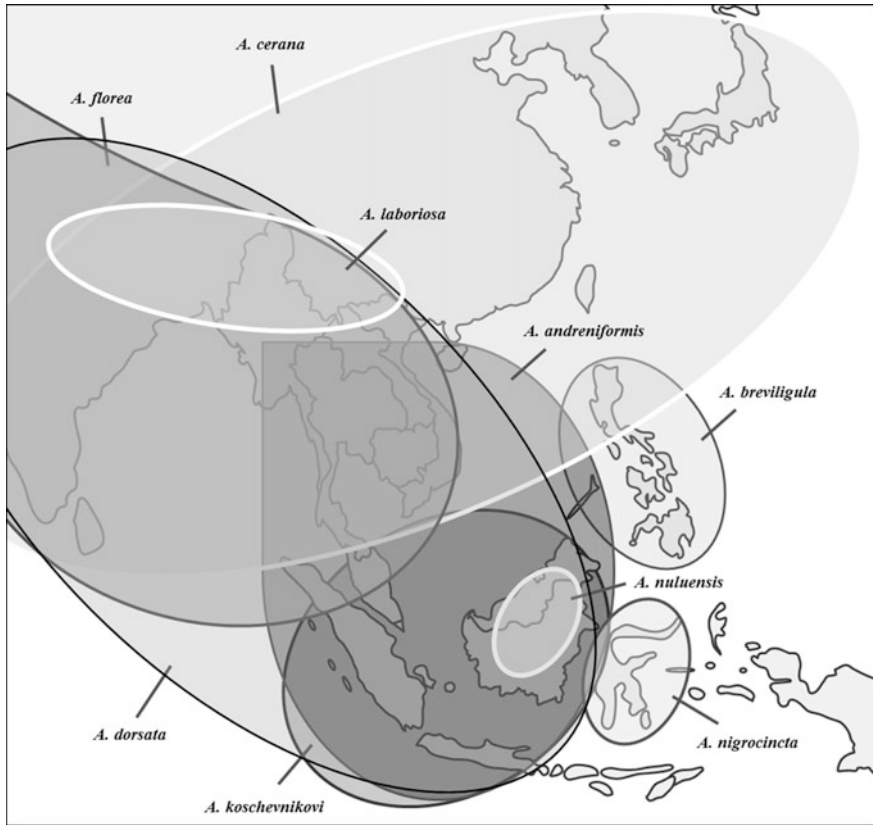 A. cerana
A. florea
A. laboriosa
A. andreniformis
A. breviligula
A. nuluensis
A. dorsata
A. nigrocincta
A. koschevnikovi